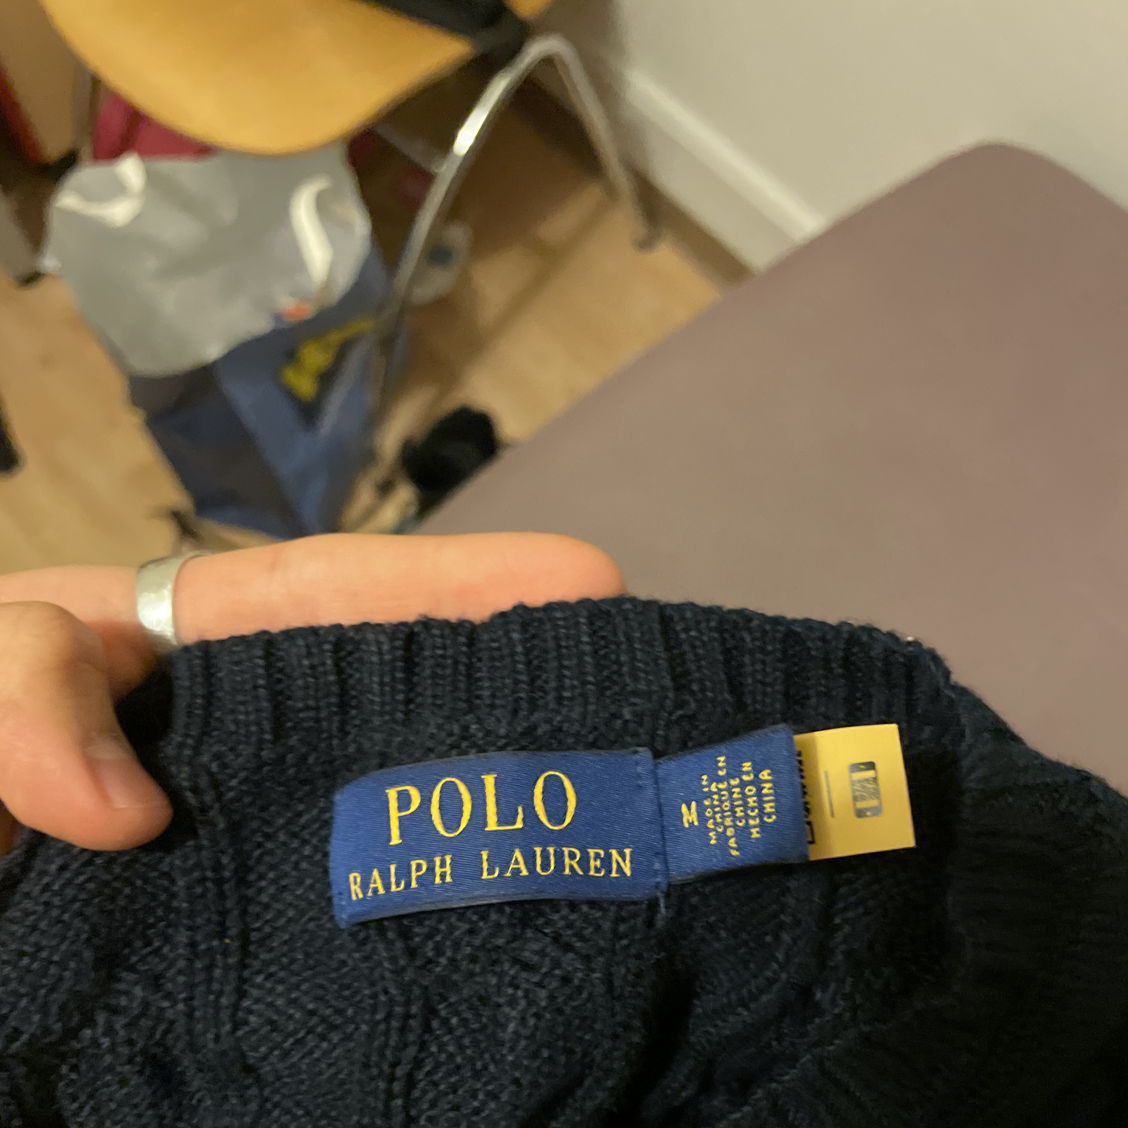 POLO
RALPH LAUREN
M
MADE IN
CHINA
FABRIQUÉ EN
CHINE
HECHO EN
CHINA